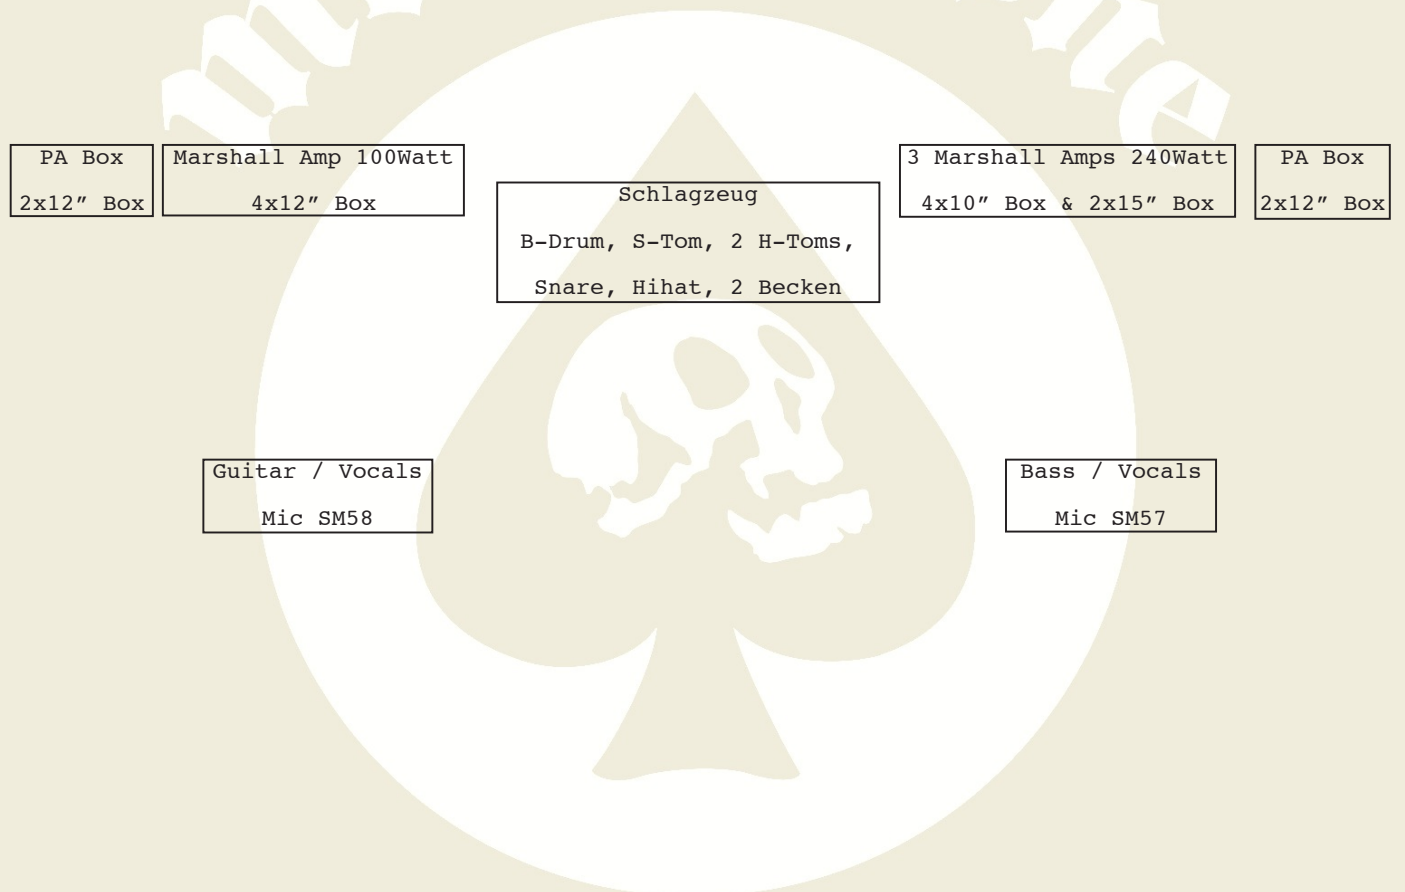 PA Box
2x12" Box
Marshall Amp 100Watt
4x12" Box
Schlagzeug
B-Drum, S-Tom, 2 H-Toms,
Snare, Hihat, 2 Becken
3 Marshall Amps 240Watt
4x10" Box & 2x15" Box
PA Box
2x12" Box
Guitar / Vocals
Mic SM58
Bass / Vocals
Mic SM57